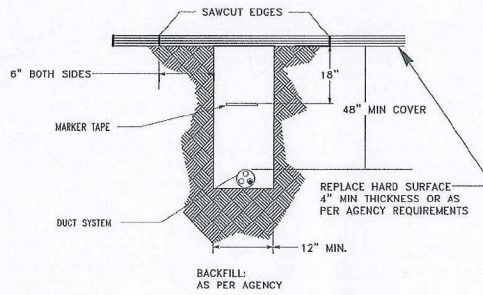 SAWCUT EDGES
6" BOTH SIDES
18"
48" MIN COVER
MARKER TAPE
DUCT SYSTEM
REPLACE HARD SURFACE
4" MIN THICKNESS OR AS
PER AGENCY REQUIREMENTS
12" MIN.
BACKFILL:
AS PER AGENCY